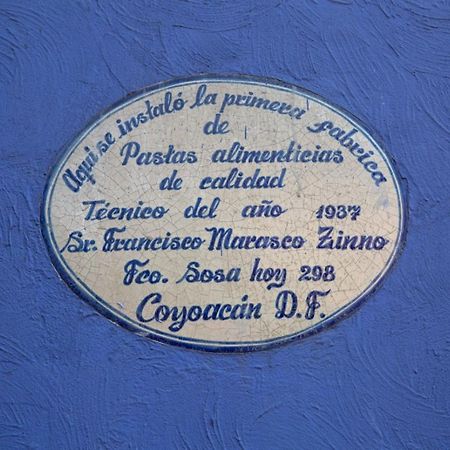 Aqui se instaló la primera fabrica
de
Pastas alimenticias
de calidad
Técnico del año 1937
Sr. Francisco Marasco Zinno
Fco. Sosa hoy 298
Coyoacán D.F.